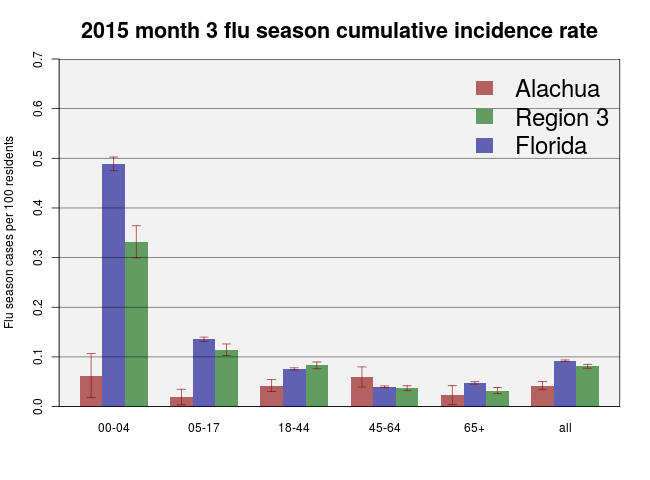 2015 month 3 flu season cumulative incidence rate
Flu season cases per 100 residents
0.7
0.6
0.5
0.4
0.3
0.2
0.1
0.0
Alachua
Region 3
Florida
00-04 05-17 18-44 45-64 65+ all